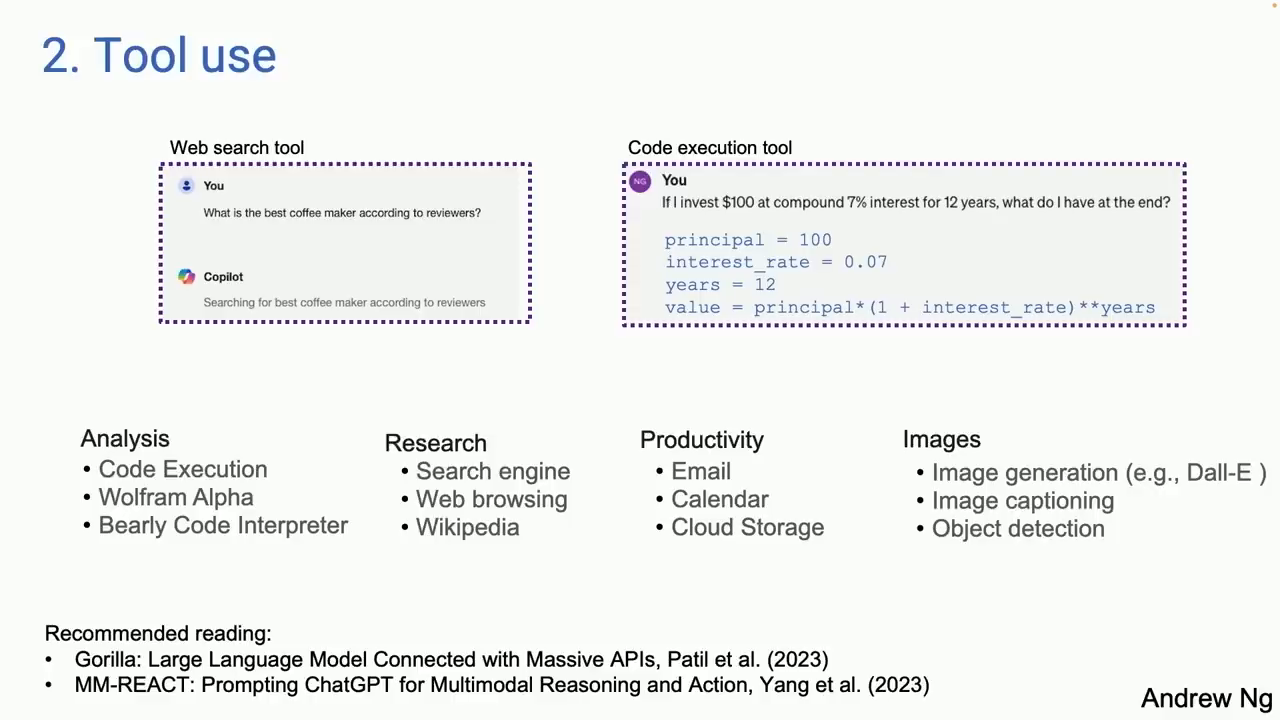 2. Tool use
Web search tool
You
What is the best coffee maker according to reviewers?
Copilot
Searching for best coffee maker according to reviewers
Code execution tool
NG
You
If I invest $100 at compound 7% interest for 12 years, what do I have at the end?
principal = 100
interest_rate = 0.07
years = 12
value = principal*(1 + interest_rate)**years
Analysis
• Code Execution
• Wolfram Alpha
• Bearly Code Interpreter
Research
• Search engine
• Web browsing
• Wikipedia
Productivity
• Email
• Calendar
• Cloud Storage
Images
• Image generation (e.g., Dall-E )
• Image captioning
• Object detection
Recommended reading:
• Gorilla: Large Language Model Connected with Massive APIs, Patil et al. (2023)
• MM-REACT: Prompting ChatGPT for Multimodal Reasoning and Action, Yang et al. (2023)
Andrew Ng